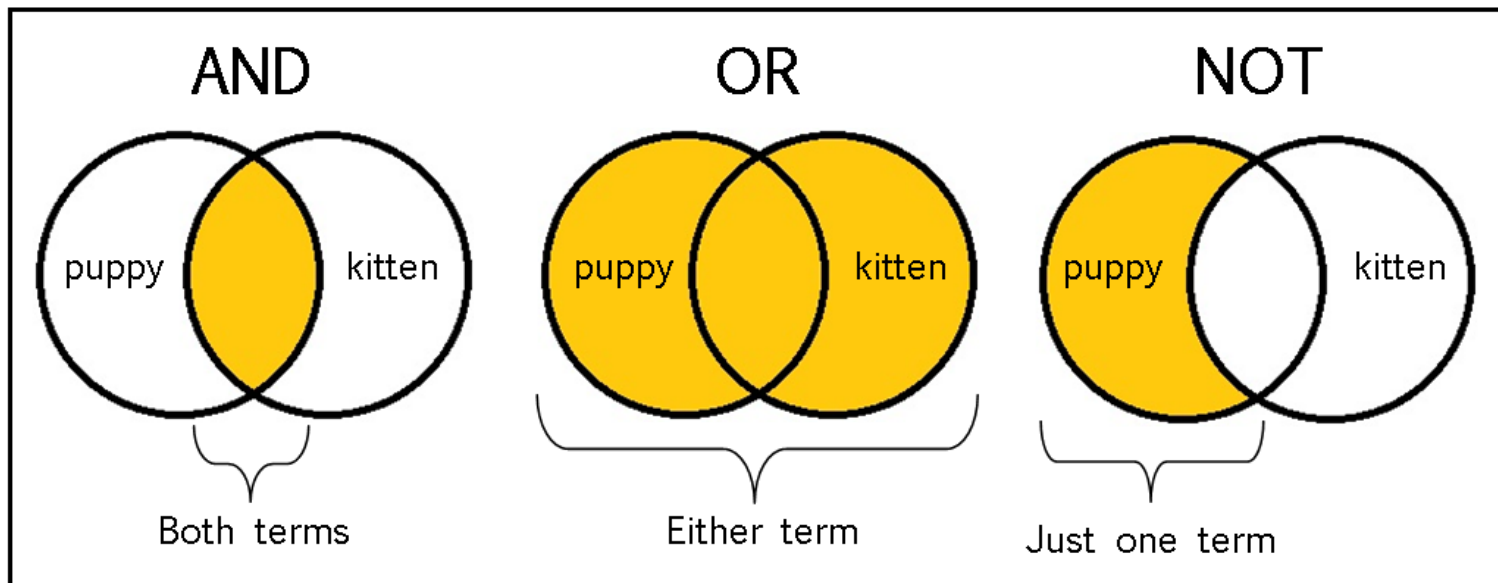 AND
puppy
kitten
Both terms
OR
puppy
kitten
Either term
NOT
puppy
kitten
Just one term